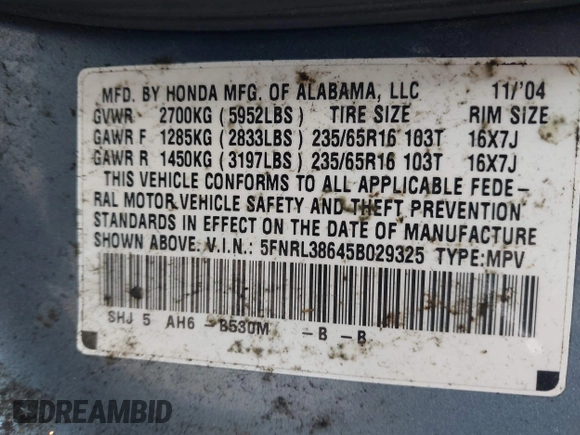 MFD. BY HONDA MFG. OF ALABAMA, LLC 11/'04
GVWR 2700KG (5952LBS) TIRE SIZE RIM SIZE
GAWR F 1285KG (2833LBS) 235/65R16 103T 16X7J
GAWR R 1450KG (3197LBS) 235/65R16 103T 16X7J
THIS VEHICLE CONFORMS TO ALL APPLICABLE FEDE-
RAL MOTOR VEHICLE SAFETY AND THEFT PREVENTION
STANDARDS IN EFFECT ON THE DATE OF MANUFACTURE
SHOWN ABOVE. V.I.N.: 5FNRL38645B029325 TYPE:MPV
SHJ 5 AH6 - B530M -B -B
DREAMBID